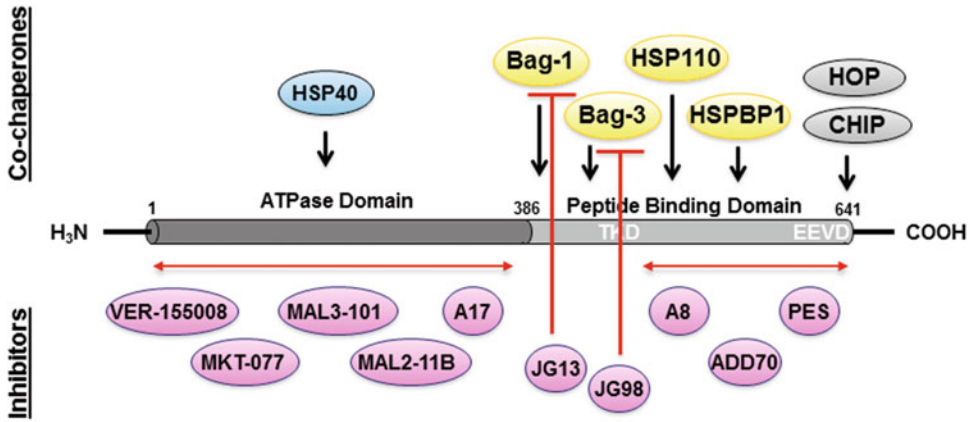 Co-chaperones
HSP40
Bag-1
HSP110
Bag-3
HSPBP1
HOP
CHIP
H₃N
1
ATPase Domain
386
Peptide Binding Domain
641
TKD
EEVD
COOH
Inhibitors
VER-155008
MAL3-101
A17
MKT-077
MAL2-11B
JG13
JG98
A8
PES
ADD70